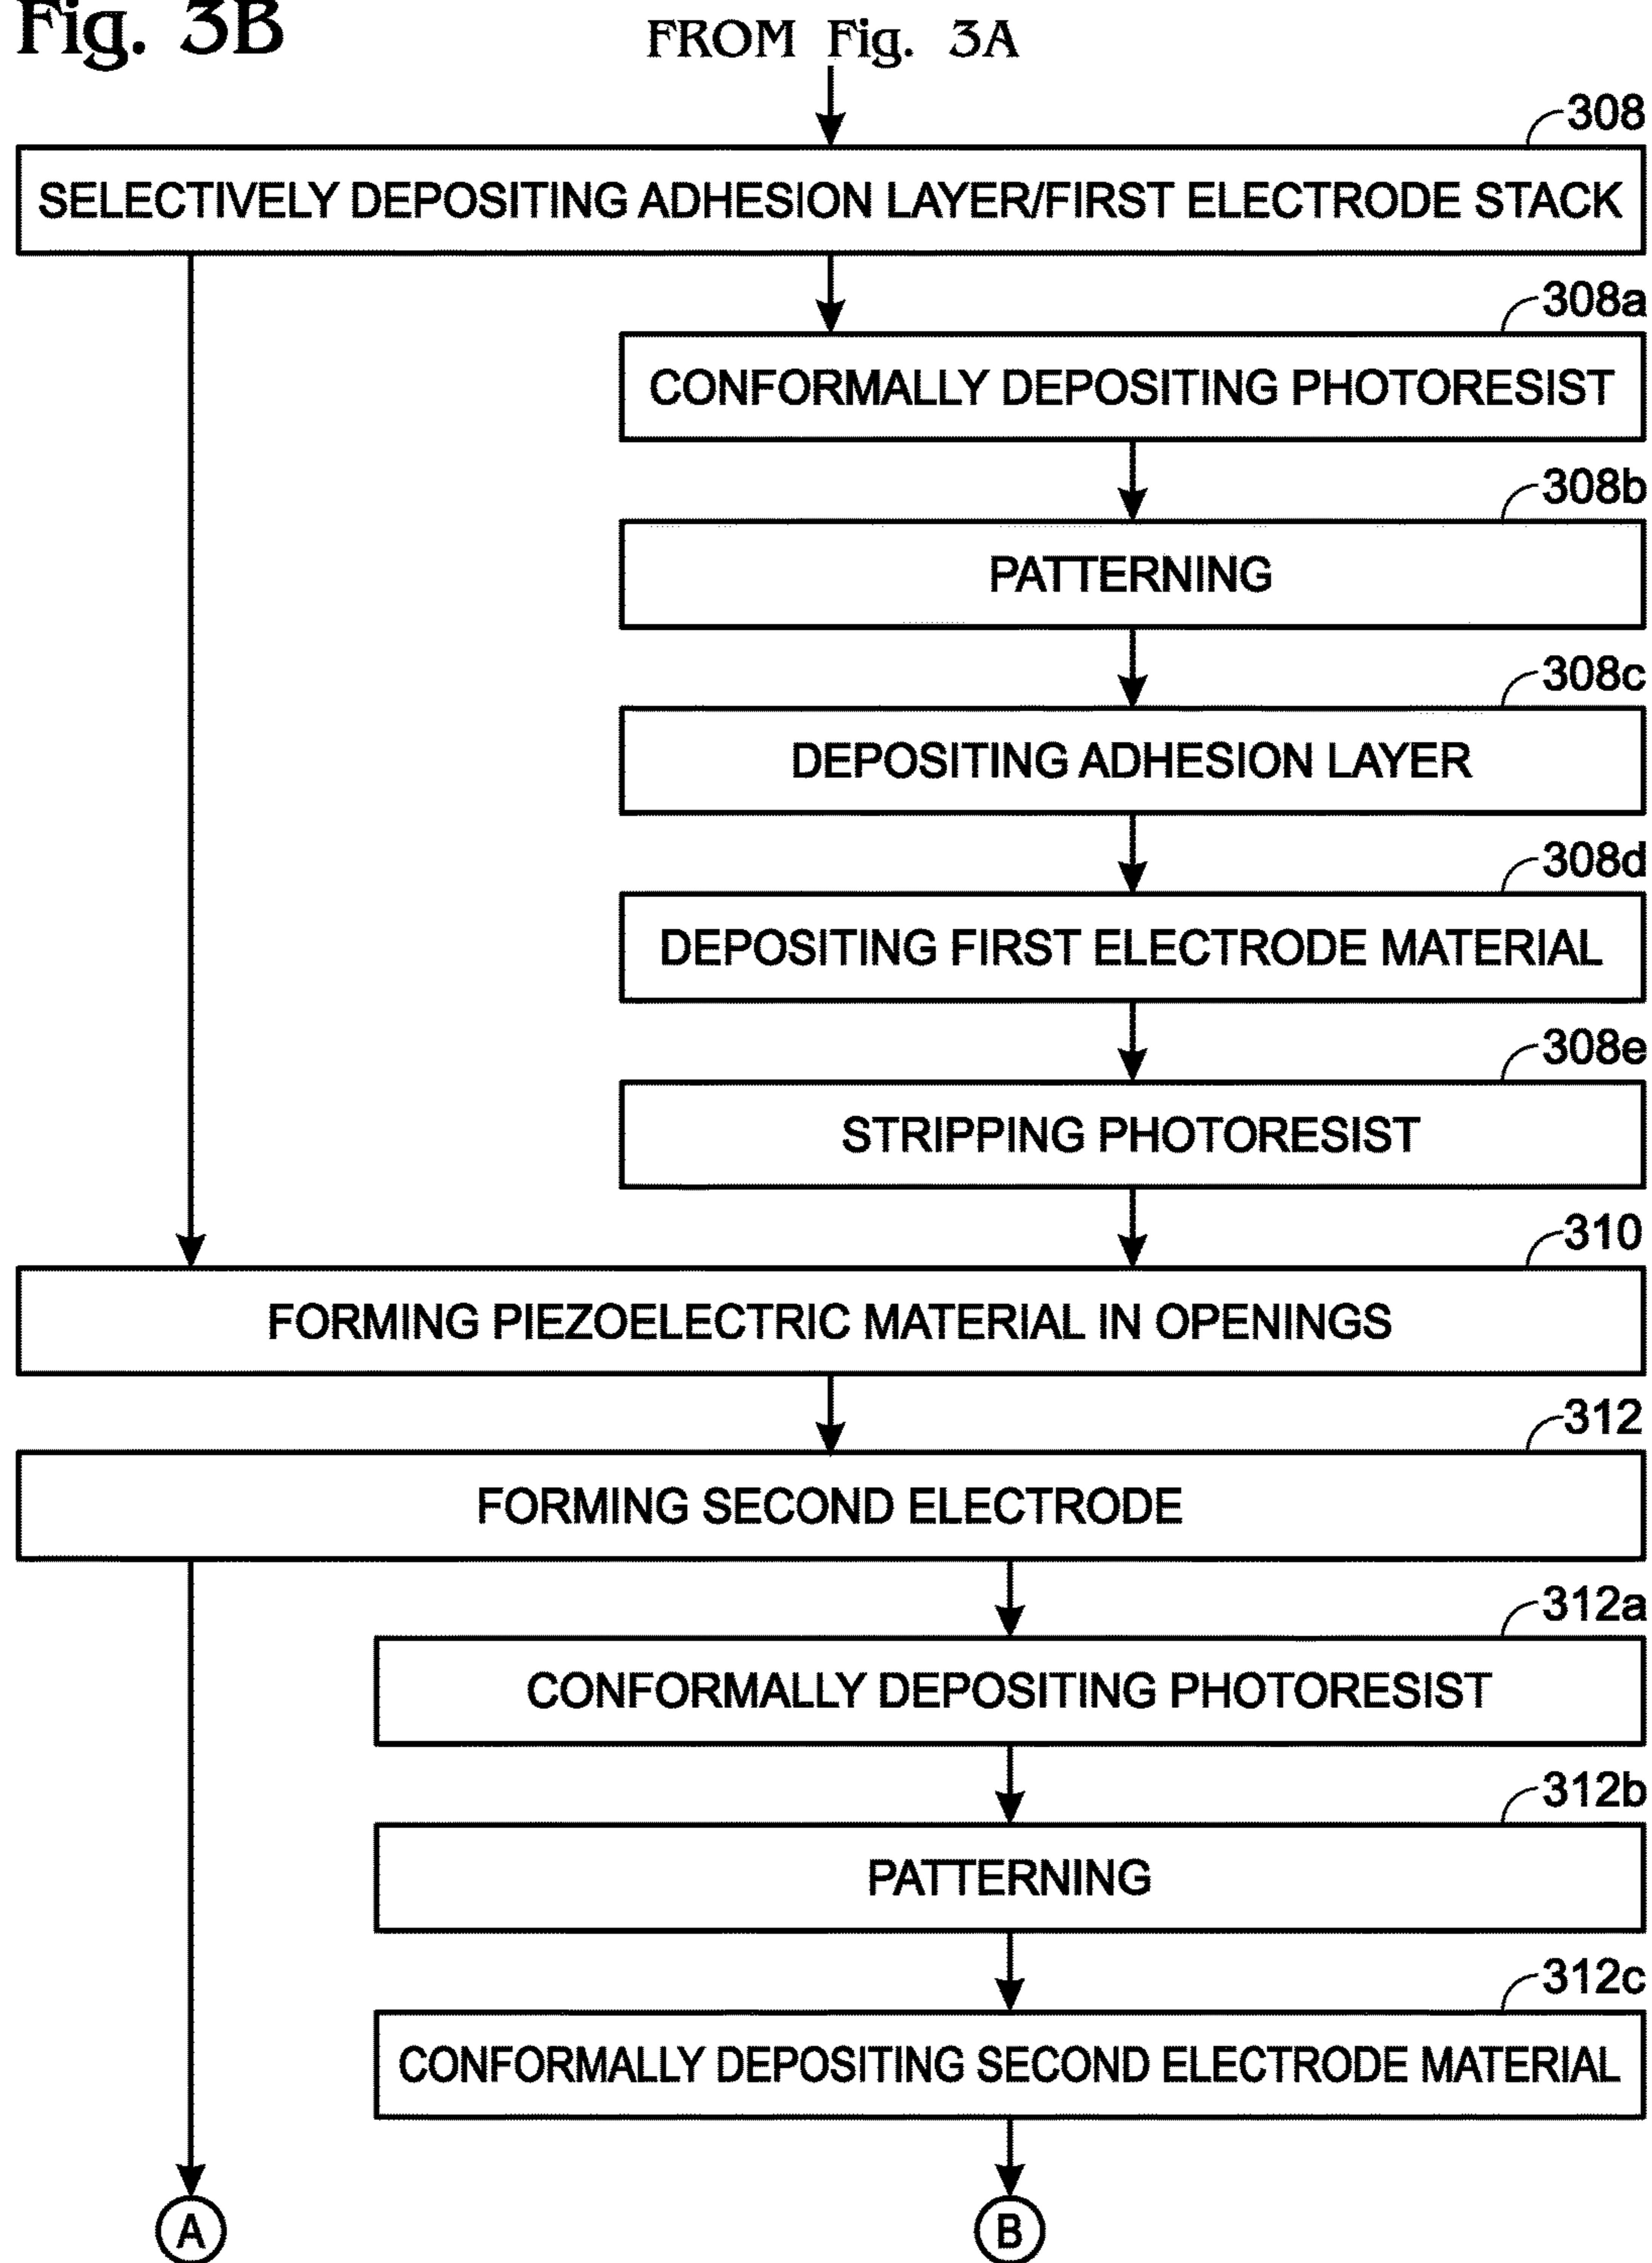 Fig. 3B
FROM Fig. 3A
308
SELECTIVELY DEPOSITING ADHESION LAYER/FIRST ELECTRODE STACK
308a
CONFORMALLY DEPOSITING PHOTORESIST
308b
PATTERNING
308c
DEPOSITING ADHESION LAYER
308d
DEPOSITING FIRST ELECTRODE MATERIAL
308e
STRIPPING PHOTORESIST
310
FORMING PIEZOELECTRIC MATERIAL IN OPENINGS
312
FORMING SECOND ELECTRODE
312a
CONFORMALLY DEPOSITING PHOTORESIST
312b
PATTERNING
312c
CONFORMALLY DEPOSITING SECOND ELECTRODE MATERIAL
A
B